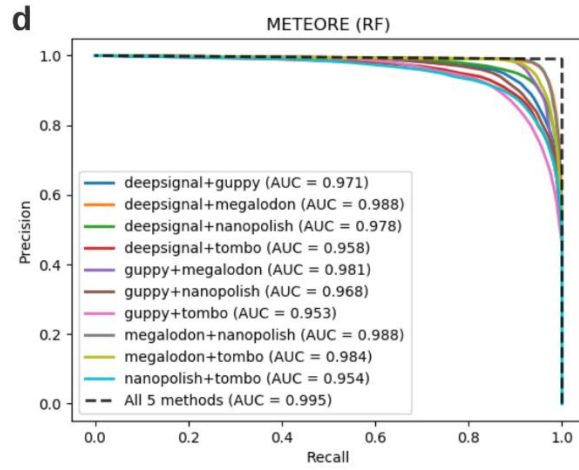 d
METEORE (RF)
Precision
1.0
0.8
0.6
0.4
0.2
0.0
deepsignal+guppy (AUC = 0.971)
deepsignal+megalodon (AUC = 0.988)
deepsignal+nanopolish (AUC = 0.978)
deepsignal+tombo (AUC = 0.958)
guppy+megalodon (AUC = 0.981)
guppy+nanopolish (AUC = 0.968)
guppy+tombo (AUC = 0.953)
megalodon+nanopolish (AUC = 0.988)
megalodon+tombo (AUC = 0.984)
nanopolish+tombo (AUC = 0.954)
All 5 methods (AUC = 0.995)
0.0 0.2 0.4 0.6 0.8 1.0
Recall